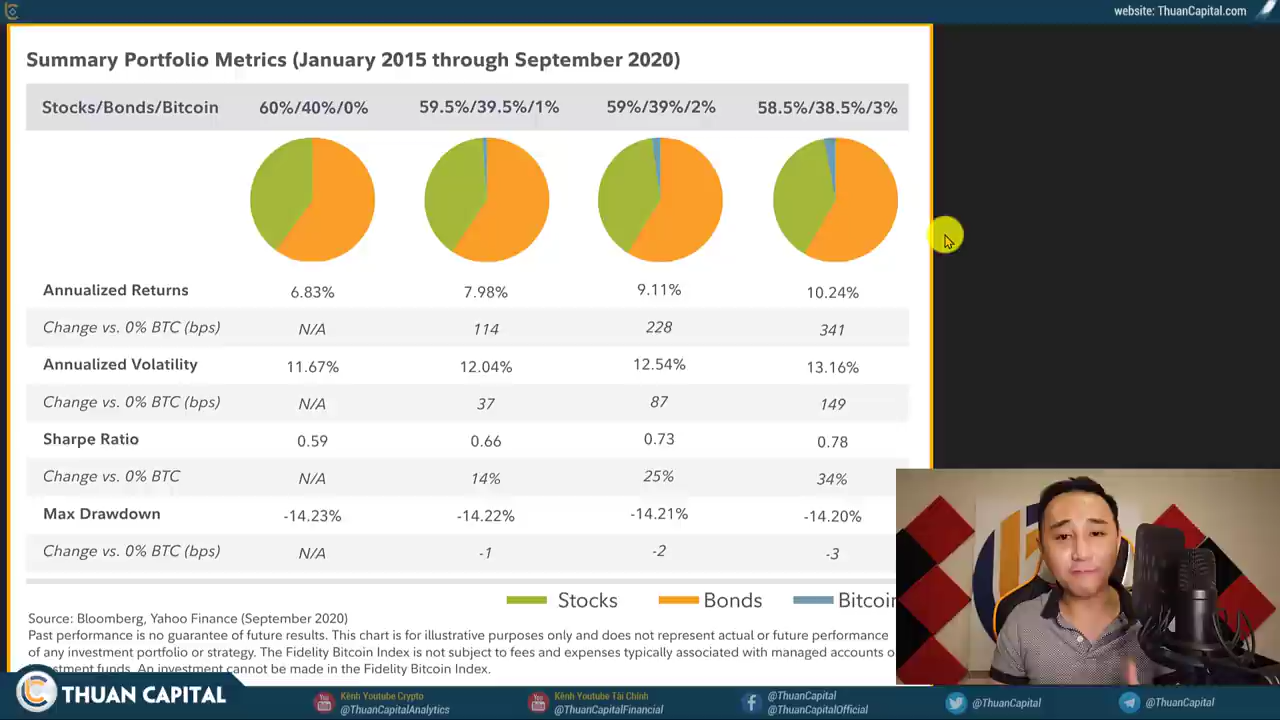 website: ThuanCapital.com
Summary Portfolio Metrics (January 2015 through September 2020)
Stocks/Bonds/Bitcoin 60%/40%/0% 59.5%/39.5%/1% 59%/39%/2% 58.5%/38.5%/3%
Annualized Returns 6.83% 7.98% 9.11% 10.24%
Change vs. 0% BTC (bps) N/A 114 228 341
Annualized Volatility 11.67% 12.04% 12.54% 13.16%
Change vs. 0% BTC (bps) N/A 37 87 149
Sharpe Ratio 0.59 0.66 0.73 0.78
Change vs. 0% BTC N/A 14% 25% 34%
Max Drawdown -14.23% -14.22% -14.21% -14.20%
Change vs. 0% BTC (bps) N/A -1 -2 -3
Stocks Bonds Bitcoin
Source: Bloomberg, Yahoo Finance (September 2020)
Past performance is no guarantee of future results. This chart is for illustrative purposes only and does not represent actual or future performance
of any investment portfolio or strategy. The Fidelity Bitcoin Index is not subject to fees and expenses typically associated with managed accounts o
estment funds. An investment cannot be made in the Fidelity Bitcoin Index.
THUAN CAPITAL
Kênh Youtube Crypto
@ThuanCapitalAnalytics
Kênh Youtube Tài Chính
@ThuanCapitalFinancial
@ThuanCapital
@ThuanCapitalOfficial
@ThuanCapital
@ThuanCapital